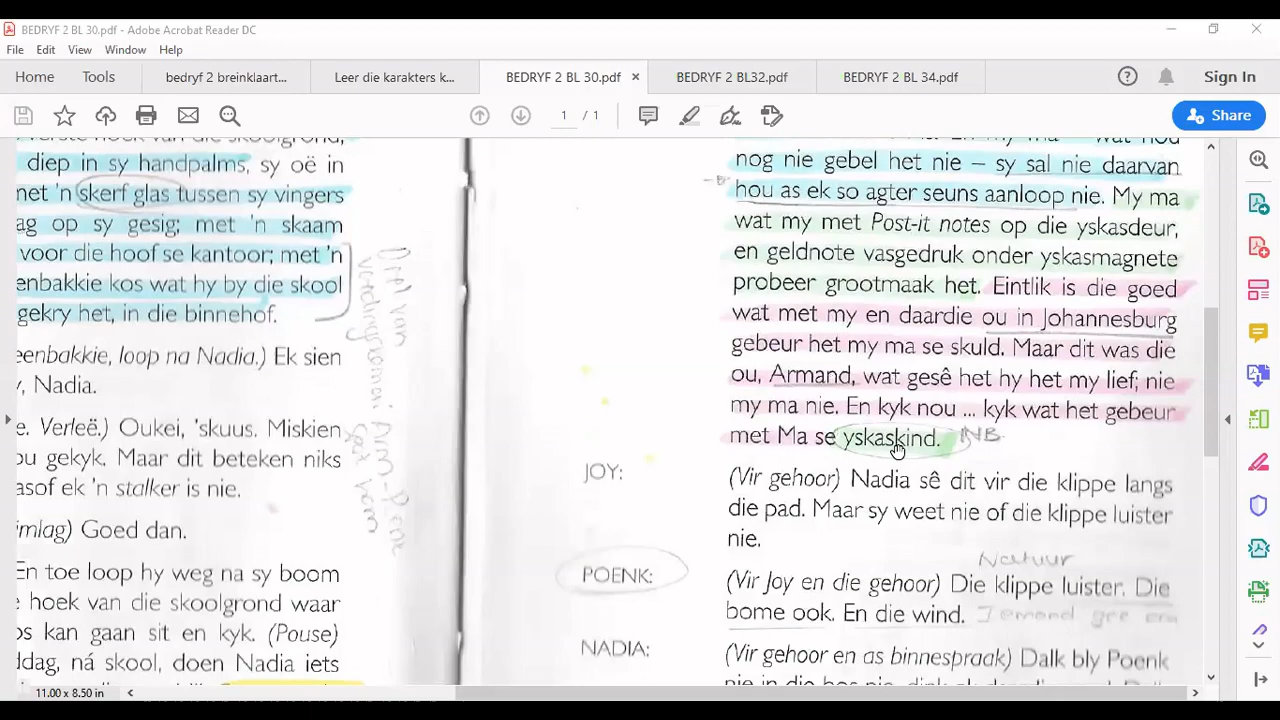 BEDRYF 2 BL 30.pdf - Adobe Acrobat Reader DC
File Edit View Window Help
Home Tools bedryf 2 breinklaart... Leer die karakters k... BEDRYF 2 BL 30.pdf × BEDRYF 2 BL32.pdf BEDRYF 2 BL 34.pdf Sign In
1 / 1 Share
diep in sy handpalms, sy oë in
net 'n skerf glas tussen sy vingers
ag op sy gesig; met 'n skaam
voor die hoof se kantoor; met 'n
enbakkie kos wat hy by die skool
gekry het, in die binnehof.
eenbakkie, loop na Nadia.) Ek sien
, Nadia.
e. Verleë.) Oukei, 'skuus. Miskien
ou gekyk. Maar dit beteken niks
asof ek 'n stalker is nie.
imlag) Goed dan.
En toe loop hy weg na sy boom
e hoek van die skoolgrond waar
os kan gaan sit en kyk. (Pouse)
ddag, ná skool, doen Nadia iets
nog nie gebel het nie – sy sal nie daarvan
hou as ek so agter seuns aanloop nie. My ma
wat my met Post-it notes op die yskasdeur,
en geldnote vasgedruk onder yskasmagnete
probeer grootmaak het. Eintlik is die goed
wat met my en daardie ou in Johannesburg
gebeur het my ma se skuld. Maar dit was die
ou, Armand, wat gesê het hy het my lief; nie
my ma nie. En kyk nou ... kyk wat het gebeur
met Ma se yskaskind. NB
JOY: (Vir gehoor) Nadia sê dit vir die klippe langs
die pad. Maar sy weet nie of die klippe luister
nie.
Natuur
POENK: (Vir Joy en die gehoor) Die klippe luister. Die
bome ook. En die wind. Iemand gee
NADIA: (Vir gehoor en as binnespraak) Dalk bly Poenk
11.00 x 8.50 in